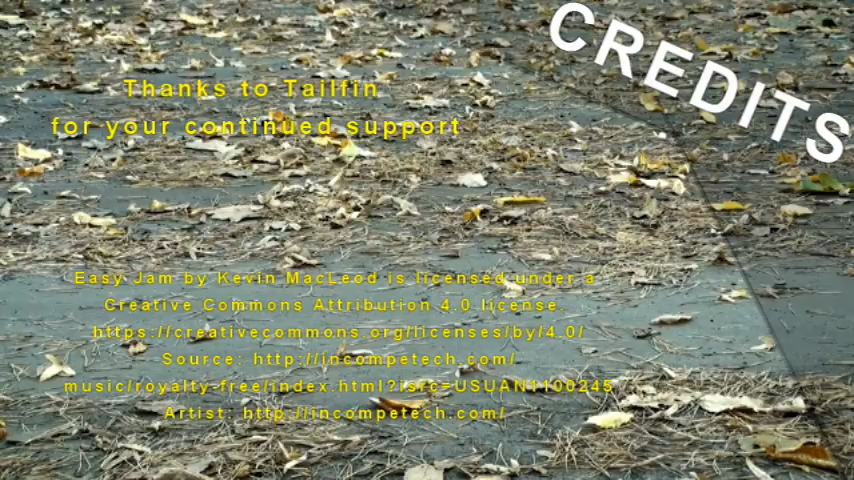 CREDITS
Thanks to Tailfin
for your continued support
Easy Jam by Kevin MacLeod is licensed under a
Creative Commons Attribution 4.0 license.
https://creativecommons.org/licenses/by/4.0/
Source: http://incompetech.com/
music/royalty-free/index.html?isrc=USUAN1100245
Artist: http://incompetech.com/